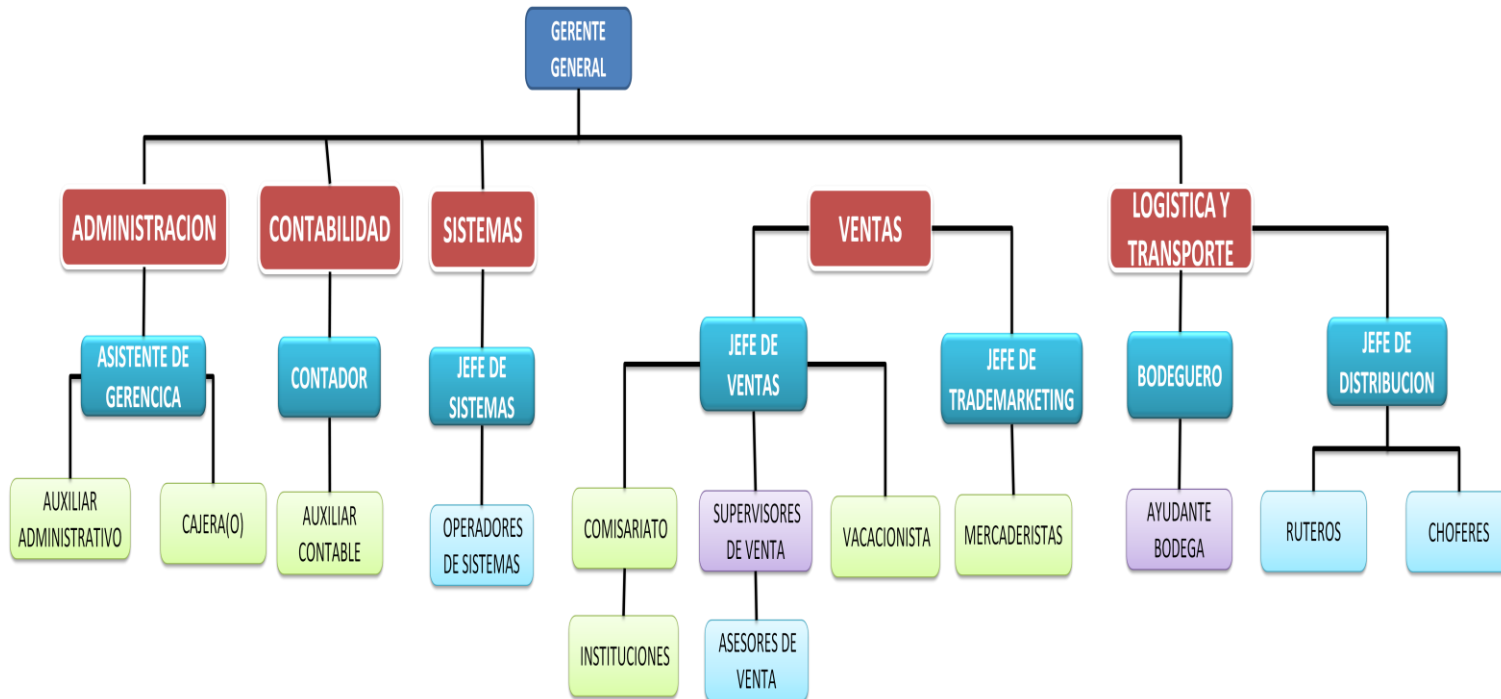 GERENTE
GENERAL
ADMINISTRACION
CONTABILIDAD
SISTEMAS
VENTAS
LOGISTICA Y
TRANSPORTE
ASISTENTE DE
GERENCICA
CONTADOR
JEFE DE
SISTEMAS
JEFE DE
VENTAS
JEFE DE
TRADEMARKETING
BODEGUERO
JEFE DE
DISTRIBUCION
AUXILIAR
ADMINISTRATIVO
CAJERA(O)
AUXILIAR
CONTABLE
OPERADORES
DE SISTEMAS
COMISARIATO
SUPERVISORES
DE VENTA
VACACIONISTA
MERCADERISTAS
AYUDANTE
BODEGA
RUTEROS
CHOFERES
INSTITUCIONES
ASESORES DE
VENTA